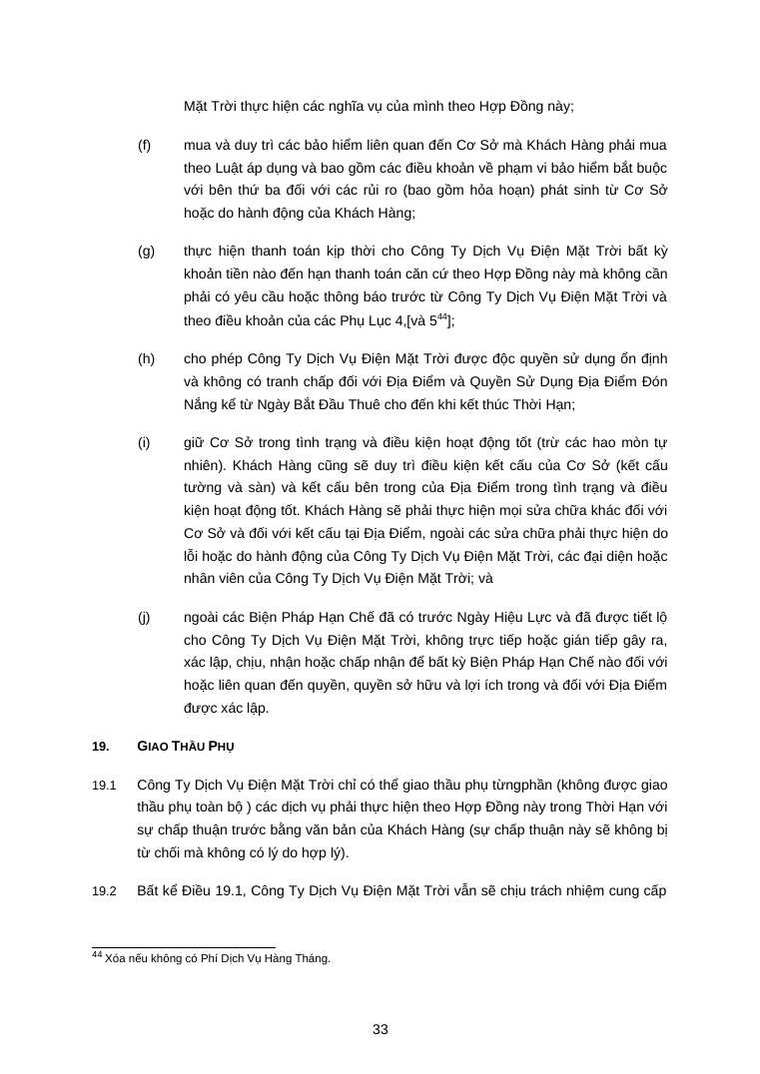 Mặt Trời thực hiện các nghĩa vụ của mình theo Hợp Đồng này;
(f) mua và duy trì các bảo hiểm liên quan đến Cơ Sở mà Khách Hàng phải mua
theo Luật áp dụng và bao gồm các điều khoản về phạm vi bảo hiểm bắt buộc
với bên thứ ba đối với các rủi ro (bao gồm hỏa hoạn) phát sinh từ Cơ Sở
hoặc do hành động của Khách Hàng;
(g) thực hiện thanh toán kịp thời cho Công Ty Dịch Vụ Điện Mặt Trời bất kỳ
khoản tiền nào đến hạn thanh toán căn cứ theo Hợp Đồng này mà không cần
phải có yêu cầu hoặc thông báo trước từ Công Ty Dịch Vụ Điện Mặt Trời và
theo điều khoản của các Phụ Lục 4,[và 5⁴⁴];
(h) cho phép Công Ty Dịch Vụ Điện Mặt Trời được độc quyền sử dụng ổn định
và không có tranh chấp đối với Địa Điểm và Quyền Sử Dụng Địa Điểm Đón
Nắng kể từ Ngày Bắt Đầu Thuê cho đến khi kết thúc Thời Hạn;
(i) giữ Cơ Sở trong tình trạng và điều kiện hoạt động tốt (trừ các hao mòn tự
nhiên). Khách Hàng cũng sẽ duy trì điều kiện kết cấu của Cơ Sở (kết cấu
tường và sàn) và kết cấu bên trong của Địa Điểm trong tình trạng và điều
kiện hoạt động tốt. Khách Hàng sẽ phải thực hiện mọi sửa chữa khác đối với
Cơ Sở và đối với kết cấu tại Địa Điểm, ngoài các sửa chữa phải thực hiện do
lỗi hoặc do hành động của Công Ty Dịch Vụ Điện Mặt Trời, các đại diện hoặc
nhân viên của Công Ty Dịch Vụ Điện Mặt Trời; và
(j) ngoài các Biện Pháp Hạn Chế đã có trước Ngày Hiệu Lực và đã được tiết lộ
cho Công Ty Dịch Vụ Điện Mặt Trời, không trực tiếp hoặc gián tiếp gây ra,
xác lập, chịu, nhận hoặc chấp nhận để bất kỳ Biện Pháp Hạn Chế nào đối với
hoặc liên quan đến quyền, quyền sở hữu và lợi ích trong và đối với Địa Điểm
được xác lập.
19. GIAO THẦU PHỤ
19.1 Công Ty Dịch Vụ Điện Mặt Trời chỉ có thể giao thầu phụ từngphần (không được giao
thầu phụ toàn bộ ) các dịch vụ phải thực hiện theo Hợp Đồng này trong Thời Hạn với
sự chấp thuận trước bằng văn bản của Khách Hàng (sự chấp thuận này sẽ không bị
từ chối mà không có lý do hợp lý).
19.2 Bất kể Điều 19.1, Công Ty Dịch Vụ Điện Mặt Trời vẫn sẽ chịu trách nhiệm cung cấp
⁴⁴ Xóa nếu không có Phí Dịch Vụ Hàng Tháng.
33